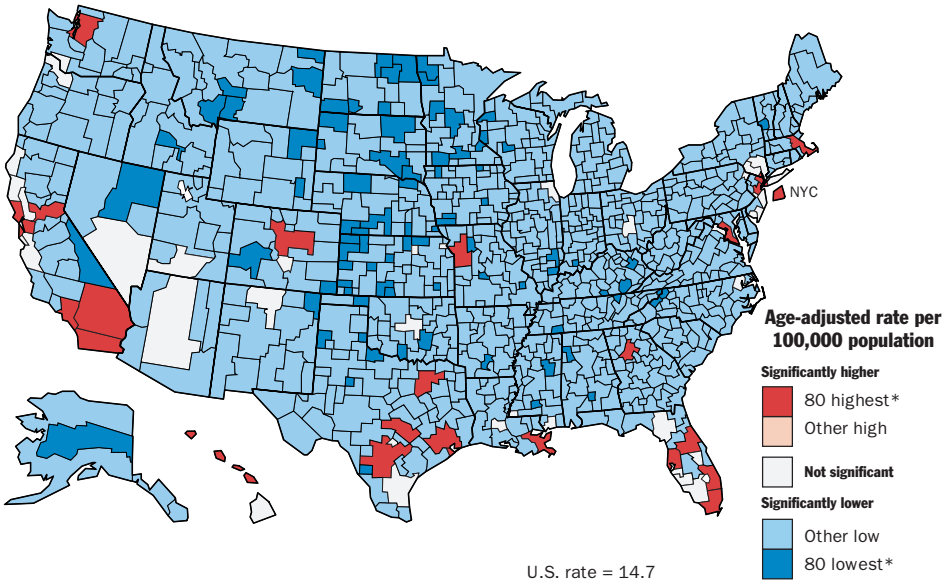 NYC
Age-adjusted rate per
100,000 population
Significantly higher
80 highest*
Other high
Not significant
Significantly lower
Other low
80 lowest*
U.S. rate = 14.7